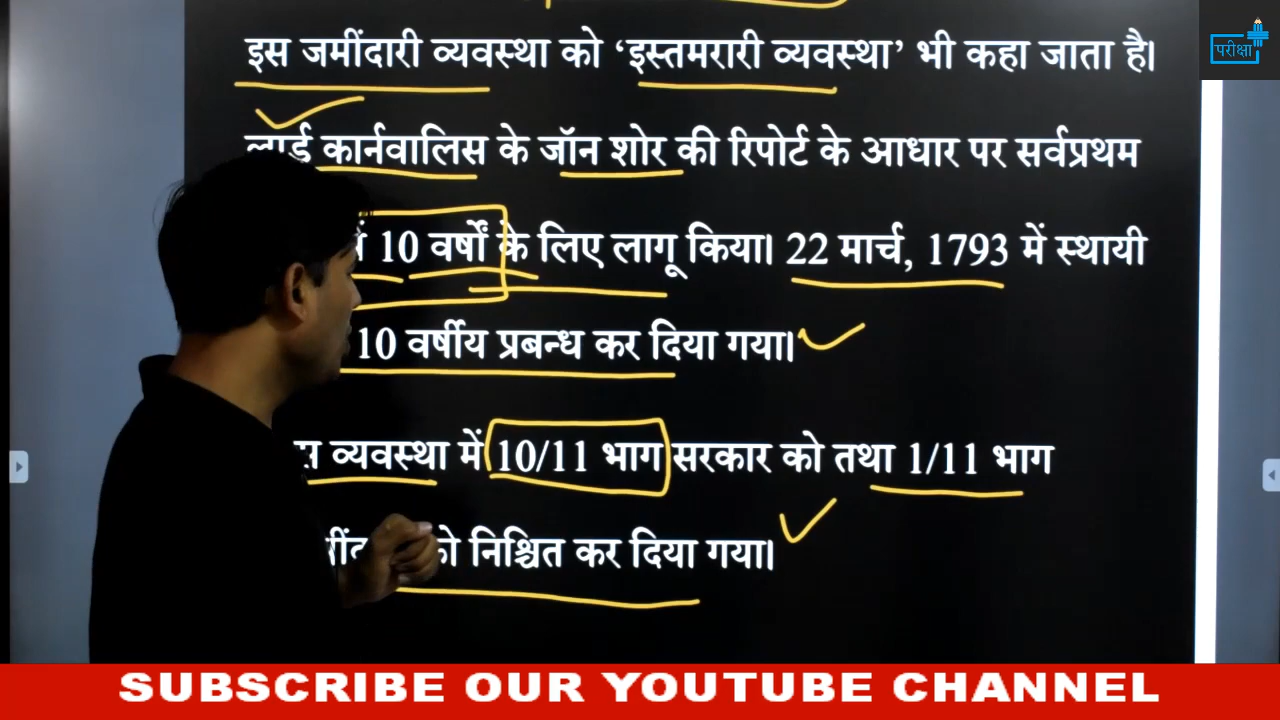 परीक्षा
इस जमींदारी व्यवस्था को ‘इस्तमरारी व्यवस्था’ भी कहा जाता है।
लार्ड कार्नवालिस के जॉन शोर की रिपोर्ट के आधार पर सर्वप्रथम
10 वर्षों के लिए लागू किया। 22 मार्च, 1793 में स्थायी
10 वर्षीय प्रबन्ध कर दिया गया।
व्यवस्था में 10/11 भाग सरकार को तथा 1/11 भाग
को निश्चित कर दिया गया।
SUBSCRIBE OUR YOUTUBE CHANNEL